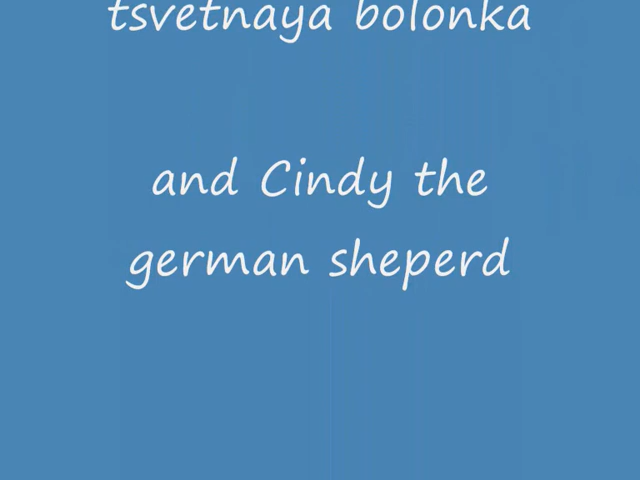 tsvetnaya bolonka
and Cindy the
german sheperd